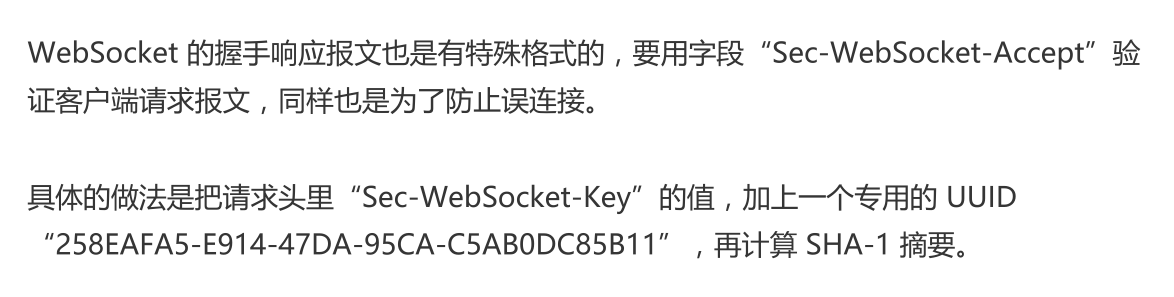 WebSocket 的握手响应报文也是有特殊格式的，要用字段“Sec-WebSocket-Accept”验
证客户端请求报文，同样也是为了防止误连接。
具体的做法是把请求头里“Sec-WebSocket-Key”的值，加上一个专用的 UUID
“258EAFA5-E914-47DA-95CA-C5AB0DC85B11”，再计算 SHA-1 摘要。